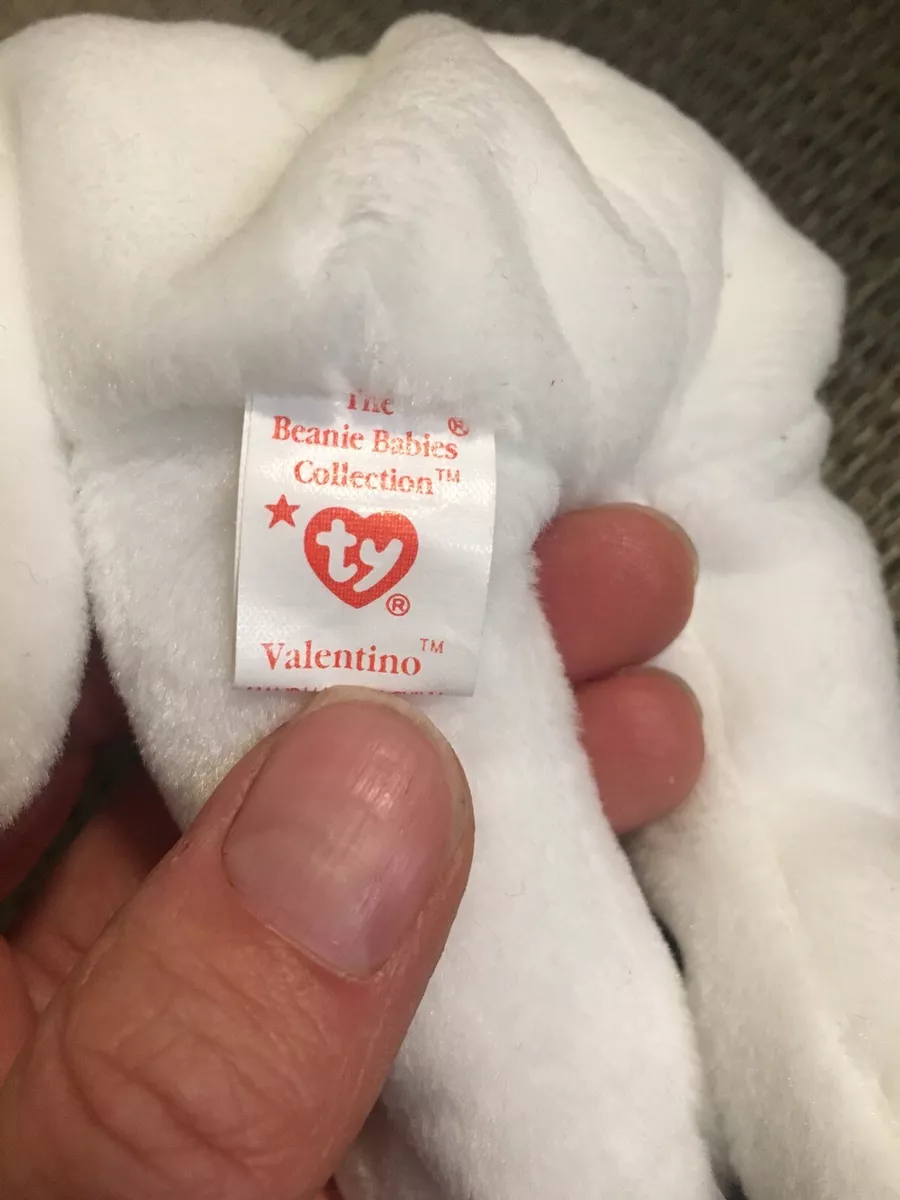 The
Beanie Babies®
Collection™
ty®
Valentino™